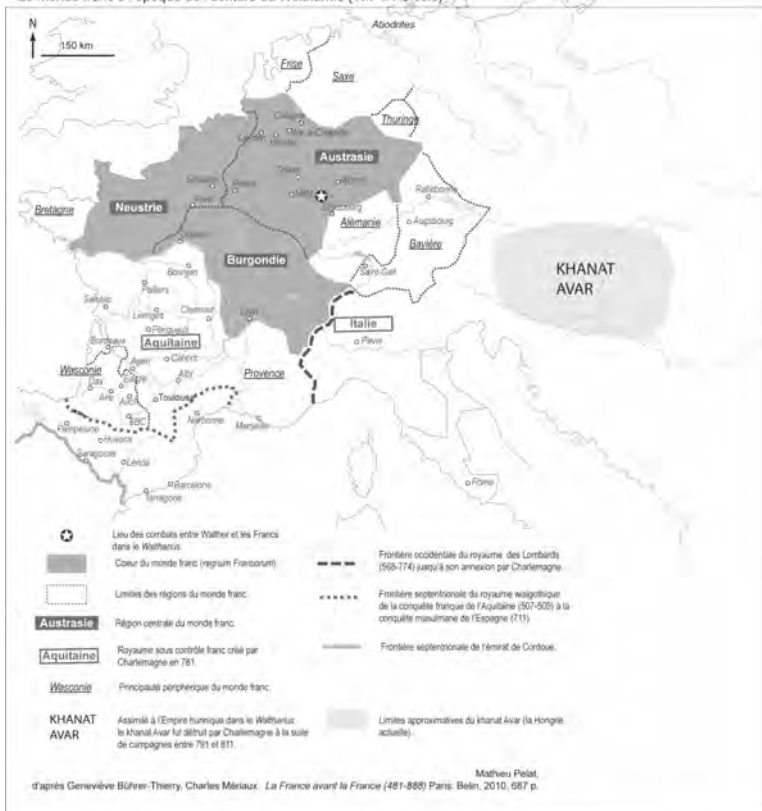 Abodrites
N
150 km
Frise
Saxe
Thuringe
Cologne
Austrasie
Ratisbonne
Neustrie
Bretagne
Alémanie
Augsbourg
Bavière
Burgondie
Saint-Gall
KHANAT
AVAR
Bourges
Poitiers
Saintes
Limoges
Clermont
Lyon
Italie
Périgueux
Pavie
Bordeaux
Aquitaine
Cahors
Wasconie
Agen
Provence
Albi
Dax
Eauze
Aire
Auch
Toulouse
Narbonne
Marseille
Pampelune
Huesca
Saragosse
Lérida
Barcelone
Tarragone
Rome
Lieu des combats entre Walther et les Francs
dans le Waltharius
Coeur du monde franc (regnum Francorum).
Limites des régions du monde franc.
Austrasie
Région centrale du monde franc.
Aquitaine
Royaume sous contrôle franc créé par
Charlemagne en 781.
Wasconie
Principauté périphérique du monde franc.
KHANAT
AVAR
Assimilé à l'Empire hunnique dans le Waltharius
le khanat Avar fut détruit par Charlemagne à la suite
de campagnes entre 791 et 811.
Frontière occidentale du royaume des Lombards
(568-774) jusqu'à son annexion par Charlemagne.
Frontière septentrionale du royaume wisigothique
de la conquête franque de l'Aquitaine (507-509) à la
conquête musulmane de l'Espagne (711).
Frontière septentrionale de l'émirat de Cordoue.
Limites approximatives du khanat Avar (la Hongrie
actuelle).
Mathieu Pelat,
d'après Geneviève Bührer-Thierry, Charles Mériaux. La France avant la France (481-888) Paris. Belin, 2010, 687 p.